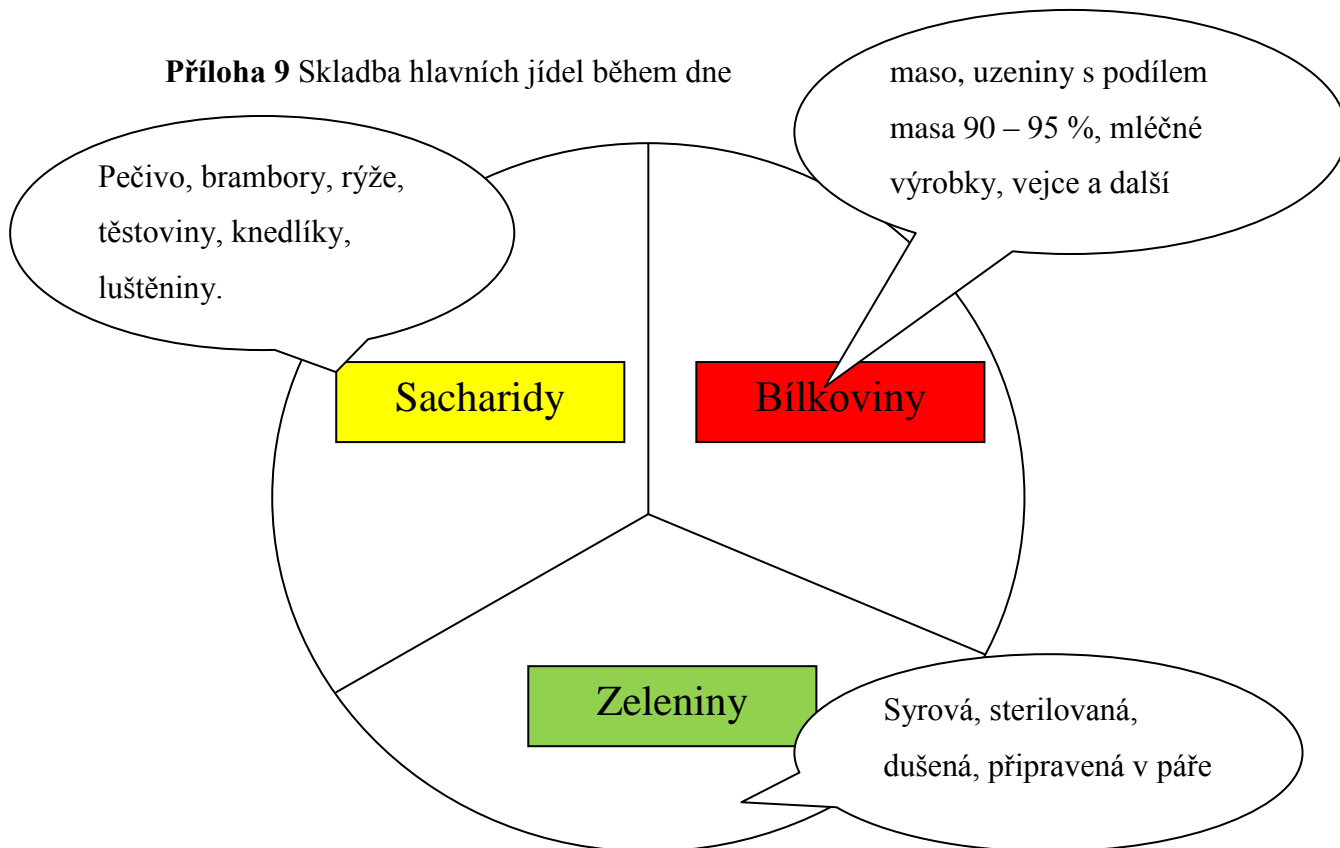 Příloha 9 Skladba hlavních jídel během dne
maso, uzeniny s podílem
masa 90 – 95 %, mléčné
výrobky, vejce a další
Pečivo, brambory, rýže,
těstoviny, knedlíky,
luštěniny.
Sacharidy
Bílkoviny
Zeleniny
Syrová, sterilovaná,
dušená, připravená v páře